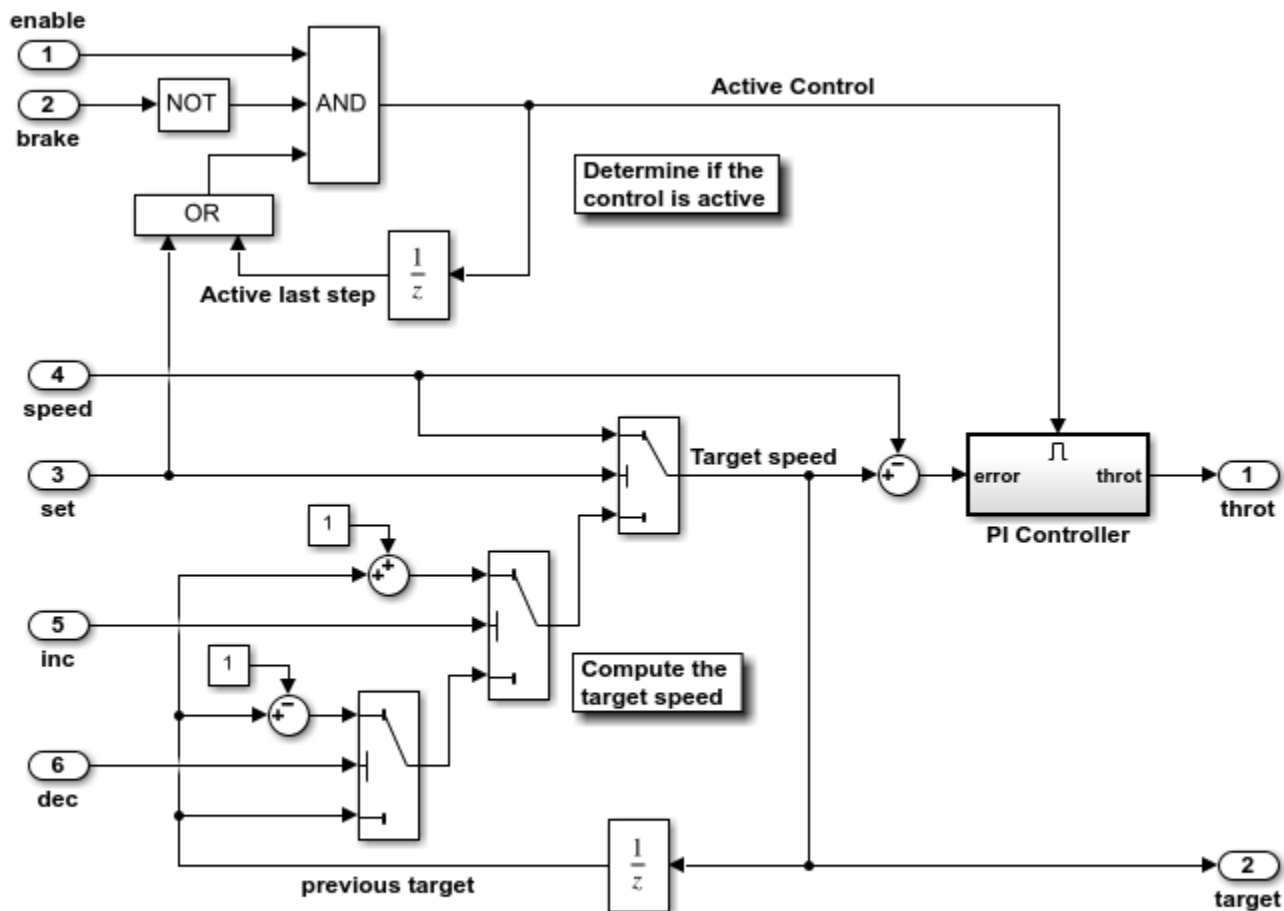 enable
1
2
brake
NOT
AND
Active Control
Determine if the
control is active
OR
1
z
Active last step
4
speed
3
set
Target speed
−
+
error
throt
PI Controller
1
throt
1
+
+
5
inc
1
−
+
Compute the
target speed
6
dec
1
z
previous target
2
target